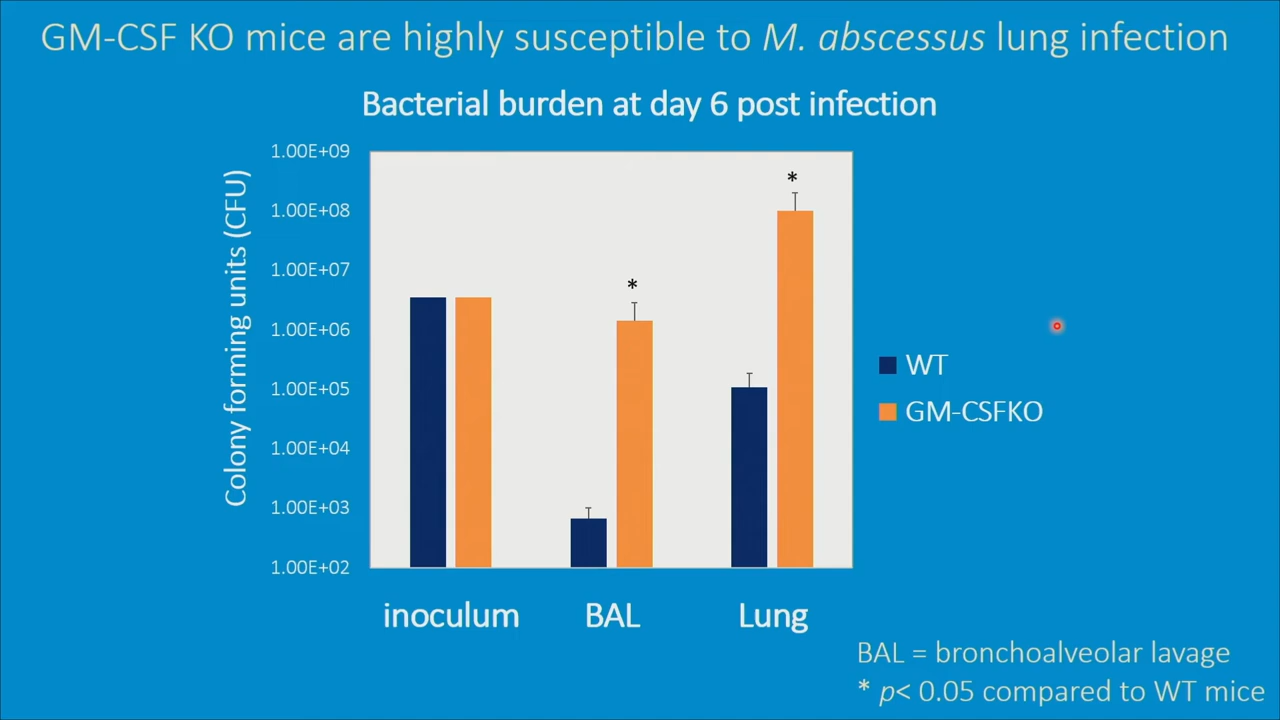 GM-CSF KO mice are highly susceptible to M. abscessus lung infection
Bacterial burden at day 6 post infection
Colony forming units (CFU)
1.00E+09
1.00E+08
1.00E+07
1.00E+06
1.00E+05
1.00E+04
1.00E+03
1.00E+02
*
*
inoculum
BAL
Lung
WT
GM-CSFKO
BAL = bronchoalveolar lavage
* p< 0.05 compared to WT mice